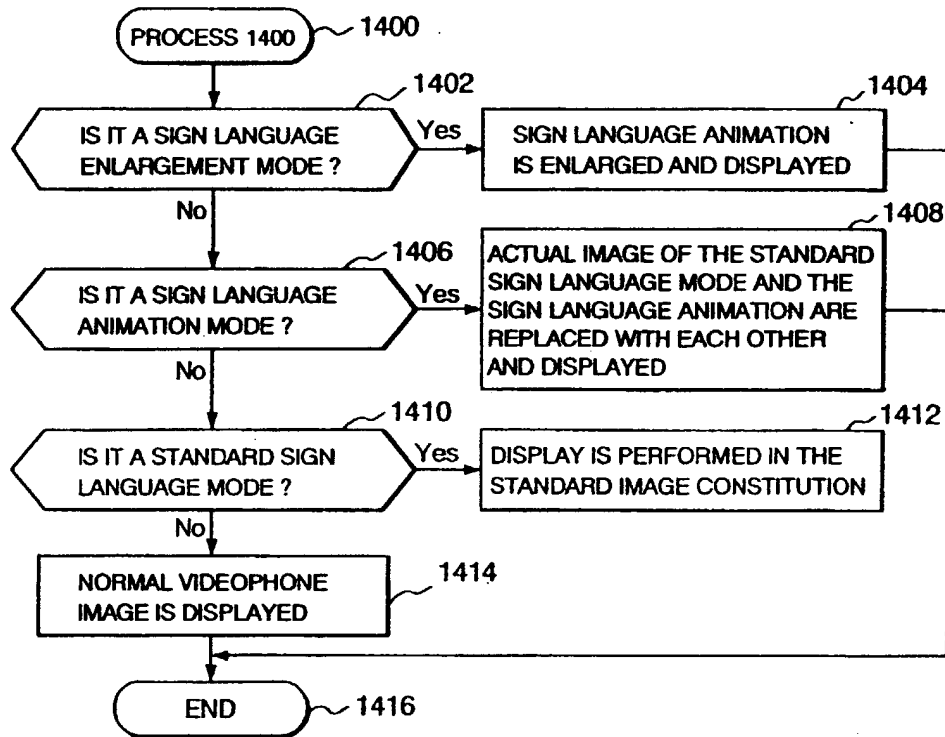 PROCESS 1400
1400
1402
IS IT A SIGN LANGUAGE
ENLARGEMENT MODE ?
Yes
1404
SIGN LANGUAGE ANIMATION
IS ENLARGED AND DISPLAYED
No
1406
IS IT A SIGN LANGUAGE
ANIMATION MODE ?
Yes
1408
ACTUAL IMAGE OF THE STANDARD
SIGN LANGUAGE MODE AND THE
SIGN LANGUAGE ANIMATION ARE
REPLACED WITH EACH OTHER
AND DISPLAYED
No
1410
IS IT A STANDARD SIGN
LANGUAGE MODE ?
Yes
1412
DISPLAY IS PERFORMED IN THE
STANDARD IMAGE CONSTITUTION
No
NORMAL VIDEOPHONE
IMAGE IS DISPLAYED
1414
END
1416